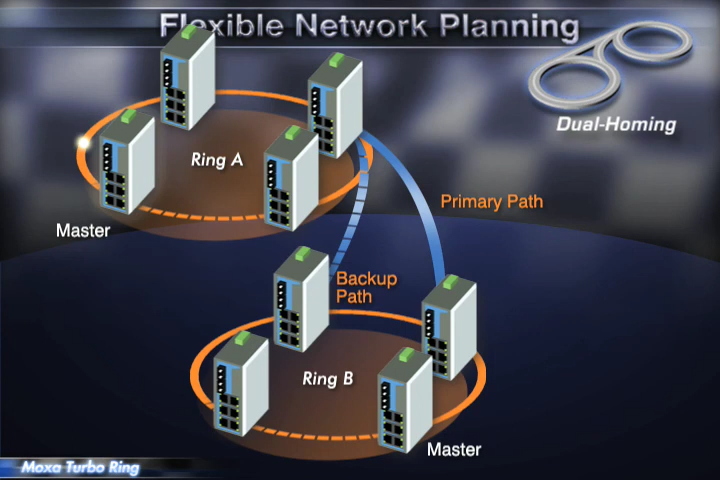 Flexible Network Planning
Dual-Homing
Ring A
Primary Path
Master
Backup
Path
Ring B
Master
Moxa Turbo Ring